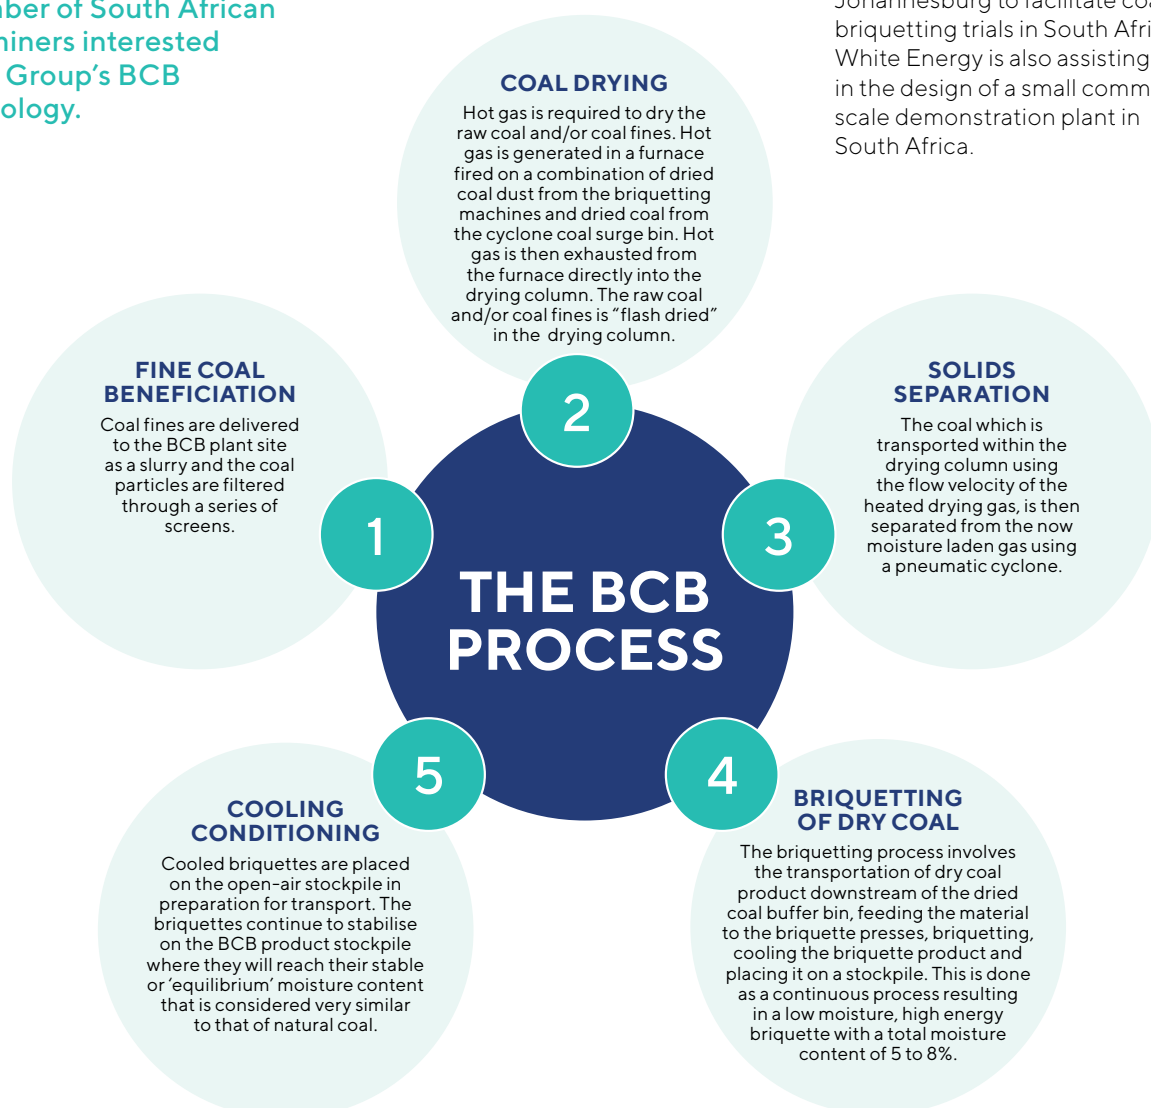 of South African
interested
Group's BCB
Johannesburg to facilitate
briquetting trials in South
White Energy is also assisting
in the design of a small
scale demonstration plant in
South Africa.
COAL DRYING
Hot gas is required to dry the
raw coal and/or coal fines. Hot
gas is generated in a furnace
fired on a combination of dried
coal dust from the briquetting
machines and dried coal from
the cyclone coal surge bin. Hot
gas is then exhausted from
the furnace directly into the
drying column. The raw coal
and/or coal fines is “flash dried”
in the drying column.
FINE COAL
BENEFICIATION
Coal fines are delivered
to the BCB plant site
as a slurry and the coal
particles are filtered
through a series of
screens.
SOLIDS
SEPARATION
The coal which is
transported within the
drying column using
the flow velocity of the
heated drying gas, is then
separated from the now
moisture laden gas using
a pneumatic cyclone.
2
1
3
THE BCB
PROCESS
5
4
COOLING
CONDITIONING
Cooled briquettes are placed
on the open-air stockpile in
preparation for transport. The
briquettes continue to stabilise
on the BCB product stockpile
where they will reach their stable
or ‘equilibrium’ moisture content
that is considered very similar
to that of natural coal.
BRIQUETTING
OF DRY COAL
The briquetting process involves
the transportation of dry coal
product downstream of the dried
coal buffer bin, feeding the material
to the briquette presses, briquetting,
cooling the briquette product and
placing it on a stockpile. This is done
as a continuous process resulting
in a low moisture, high energy
briquette with a total moisture
content of 5 to 8%.